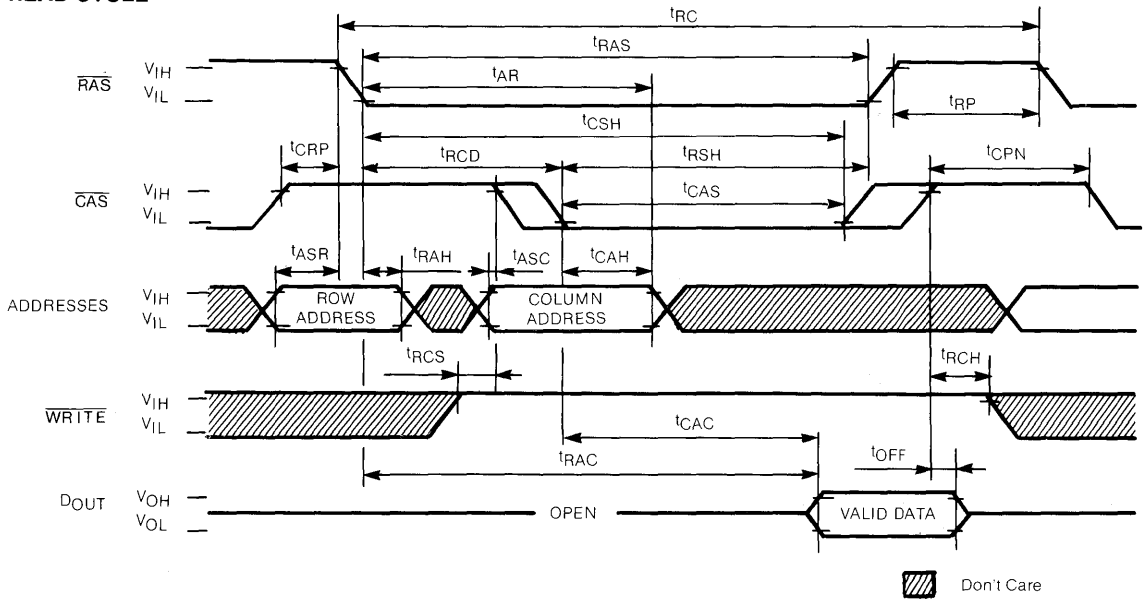 READ CYCLE
tRC
tRAS
tAR
RAS
VIH
VIL
tRP
tCSH
tCRP
tRCD
tRSH
tCPN
CAS
VIH
VIL
tCAS
tASR
tRAH
tASC
tCAH
ADDRESSES
VIH
VIL
ROW
ADDRESS
COLUMN
ADDRESS
tRCS
tRCH
WRITE
VIH
VIL
tCAC
tRAC
tOFF
DOUT
VOH
VOL
OPEN
VALID DATA
Don't Care